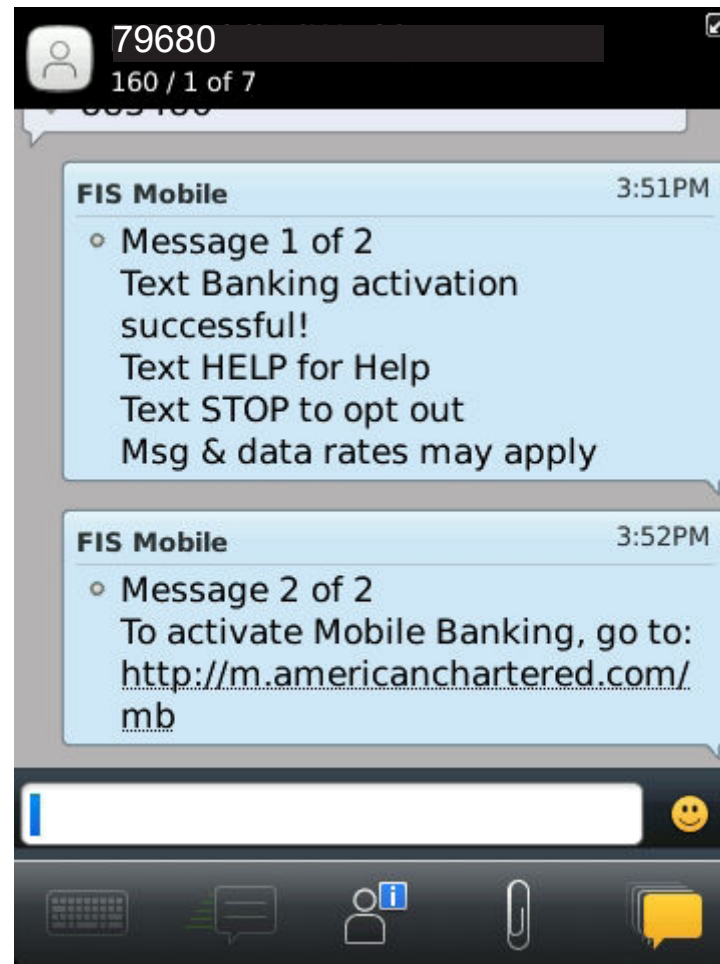 79680
160 / 1 of 7
FIS Mobile 3:51PM
Message 1 of 2
Text Banking activation
successful!
Text HELP for Help
Text STOP to opt out
Msg & data rates may apply
FIS Mobile 3:52PM
Message 2 of 2
To activate Mobile Banking, go to:
http://m.americanchartered.com/
mb